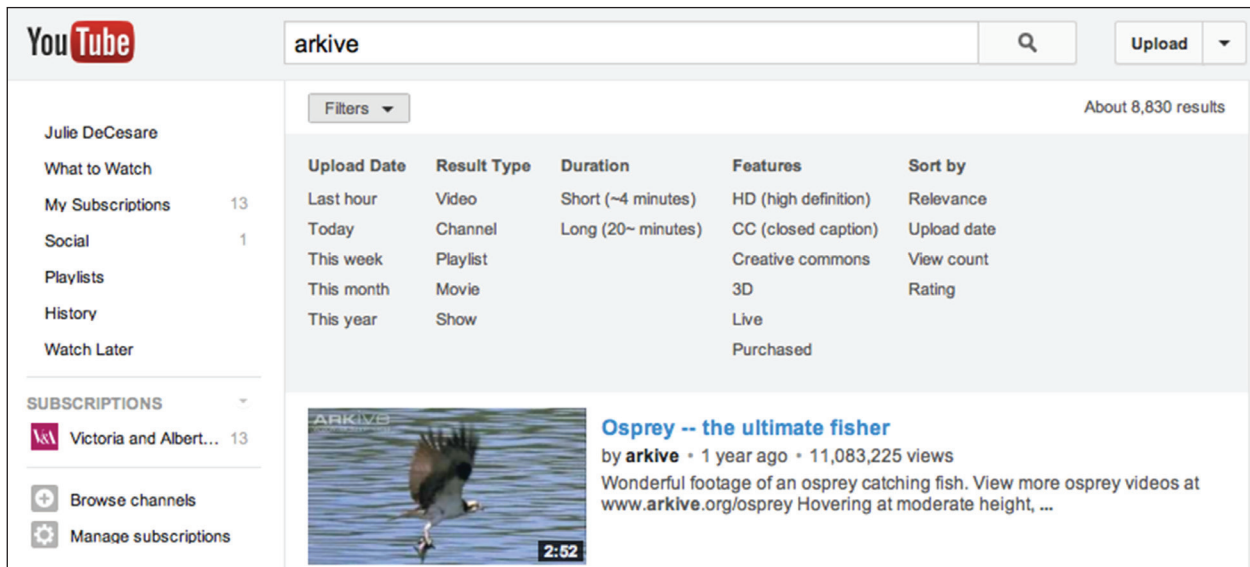 YouTube
arkive
Upload
Julie DeCesare
What to Watch
My Subscriptions 13
Social 1
Playlists
History
Watch Later
SUBSCRIPTIONS
V&A Victoria and Albert... 13
Browse channels
Manage subscriptions
Filters
About 8,830 results
Upload Date
Last hour
Today
This week
This month
This year
Result Type
Video
Channel
Playlist
Movie
Show
Duration
Short (~4 minutes)
Long (20~ minutes)
Features
HD (high definition)
CC (closed caption)
Creative commons
3D
Live
Purchased
Sort by
Relevance
Upload date
View count
Rating
ARKIVE
2:52
Osprey -- the ultimate fisher
by arkive • 1 year ago • 11,083,225 views
Wonderful footage of an osprey catching fish. View more osprey videos at
www.arkive.org/osprey Hovering at moderate height, ...